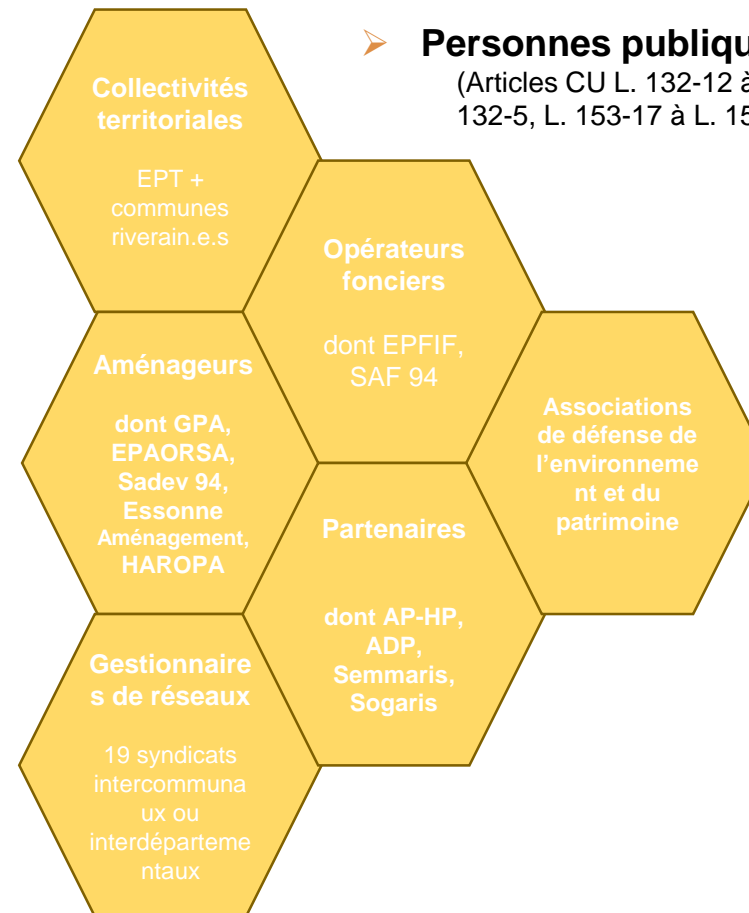 ➢ Personnes publiqu
(Articles CU L. 132-12 à
132-5, L. 153-17 à L. 15
Collectivités
territoriales
EPT +
communes
riverain.e.s
Opérateurs
fonciers
dont EPFIF,
SAF 94
Aménageurs
dont GPA,
EPAORSA,
Sadev 94,
Essonne
Aménagement,
HAROPA
Associations
de défense de
l’environneme
nt et du
patrimoine
Partenaires
dont AP-HP,
ADP,
Semmaris,
Sogaris
Gestionnaire
s de réseaux
19 syndicats
intercommuna
ux ou
interdéparteme
ntaux